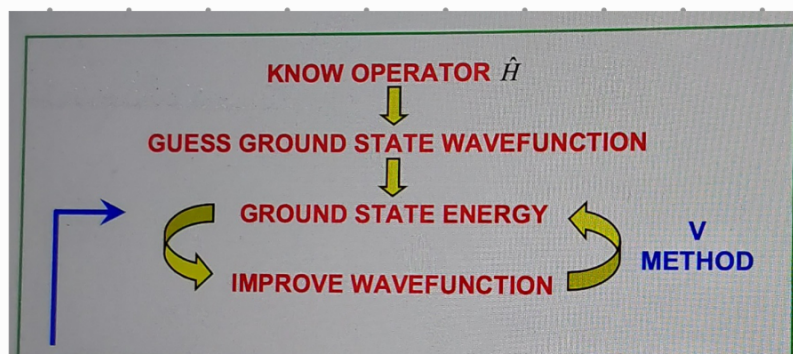 KNOW OPERATOR Ĥ
GUESS GROUND STATE WAVEFUNCTION
GROUND STATE ENERGY
V
METHOD
IMPROVE WAVEFUNCTION